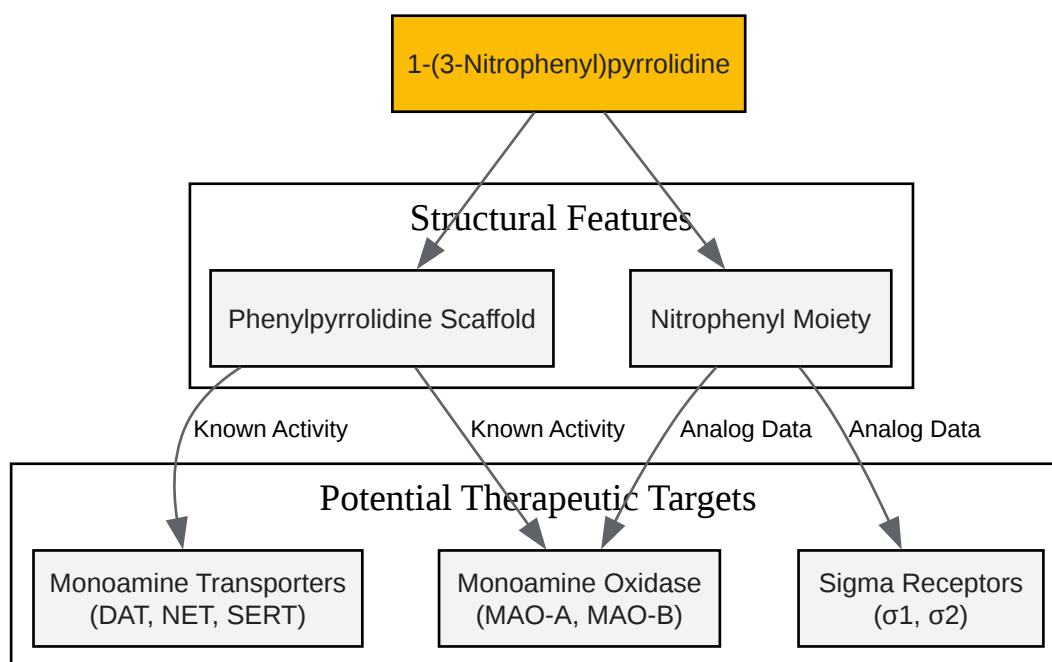 1-(3-Nitrophenyl)pyrrolidine
Structural Features
Phenylpyrrolidine Scaffold
Nitrophenyl Moiety
Known Activity
Known Activity
Analog Data
Analog Data
Potential Therapeutic Targets
Monoamine Transporters
(DAT, NET, SERT)
Monoamine Oxidase
(MAO-A, MAO-B)
Sigma Receptors
(σ1, σ2)